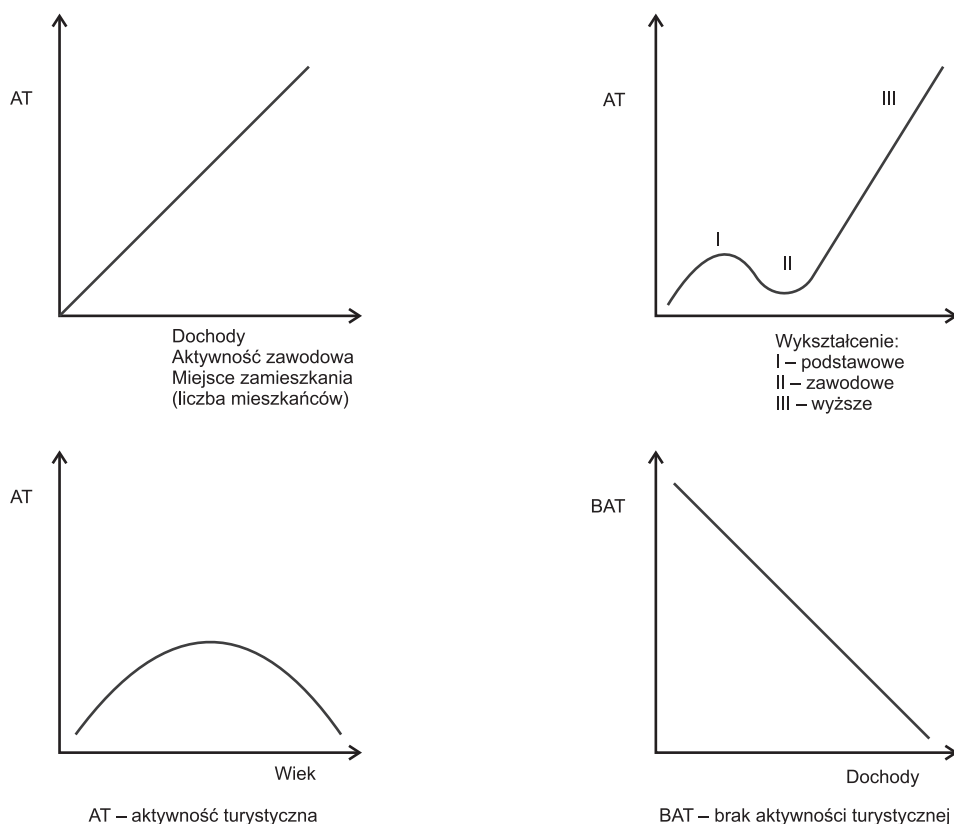 AT
Dochody
Aktywność zawodowa
Miejsce zamieszkania
(liczba mieszkańców)
AT
I
II
III
Wykształcenie:
I – podstawowe
II – zawodowe
III – wyższe
AT
Wiek
AT – aktywność turystyczna
BAT
Dochody
BAT – brak aktywności turystycznej